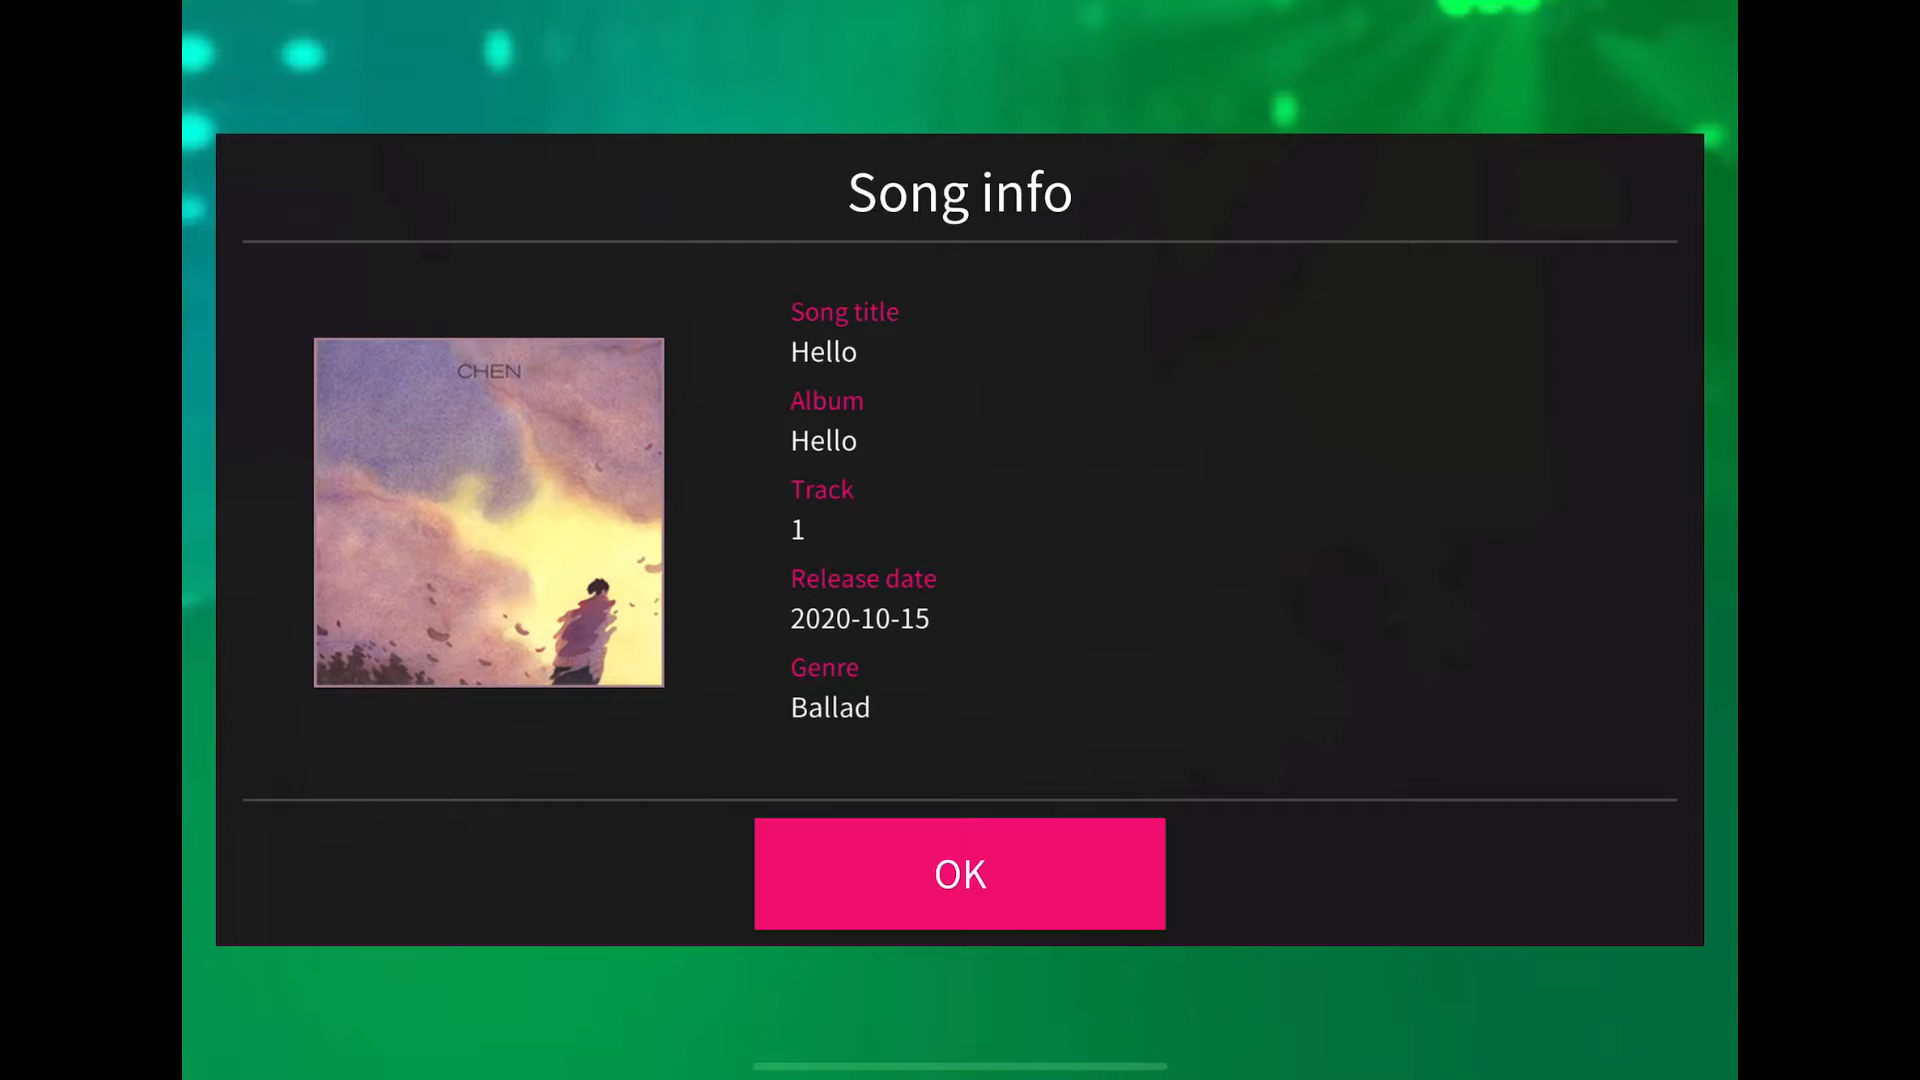 Song info
CHEN
Song title
Hello
Album
Hello
Track
1
Release date
2020-10-15
Genre
Ballad
OK